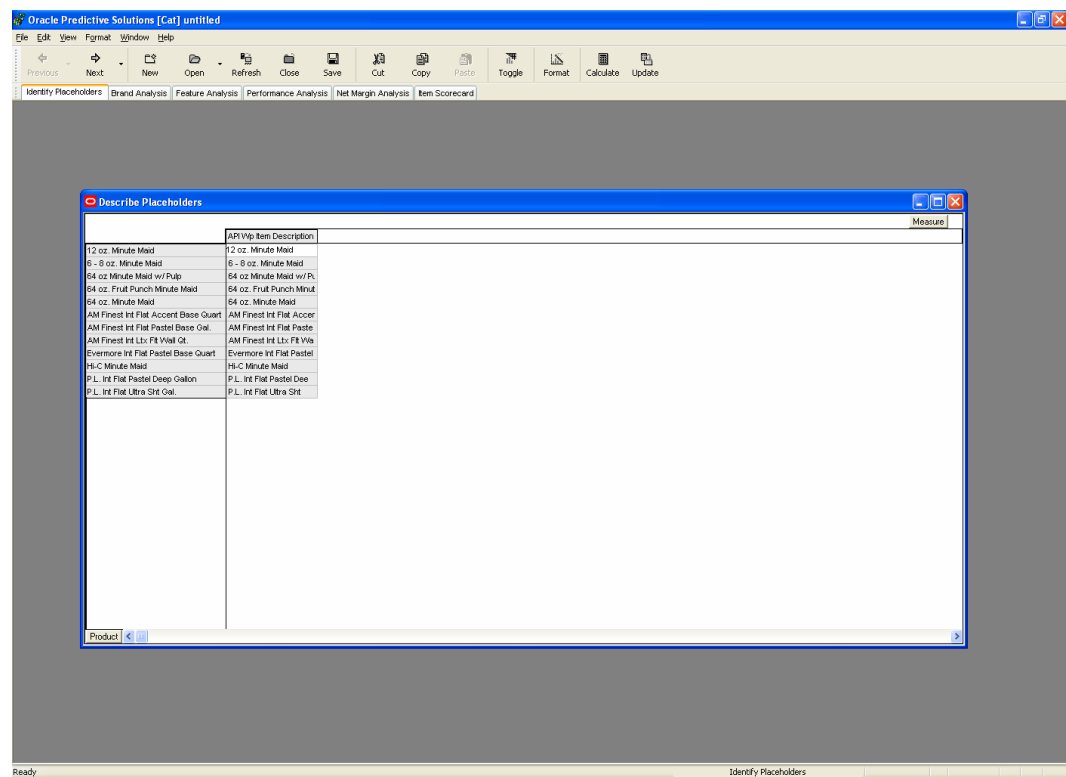 Oracle Predictive Solutions [Cat] untitled
File Edit View Format Window Help
Previous Next New Open Refresh Close Save Cut Copy Paste Toggle Format Calculate Update
Identify Placeholders Brand Analysis Feature Analysis Performance Analysis Net Margin Analysis Item Scorecard
Describe Placeholders
Measure
API Wp Item Description
12 oz. Minute Maid 12 oz. Minute Maid
6 - 8 oz. Minute Maid 6 - 8 oz. Minute Maid
64 oz Minute Maid w/ Pulp 64 oz Minute Maid w/ Pu
64 oz. Fruit Punch Minute Maid 64 oz. Fruit Punch Minut
64 oz. Minute Maid 64 oz. Minute Maid
AM Finest Int Flat Accent Base Quart AM Finest Int Flat Accer
AM Finest Int Flat Pastel Base Gal. AM Finest Int Flat Paste
AM Finest Int Ltx Flt Wall Qt. AM Finest Int Ltx Flt Wa
Evermore Int Flat Pastel Base Quart Evermore Int Flat Pastel
Hi-C Minute Maid Hi-C Minute Maid
P.L. Int Flat Pastel Deep Gallon P.L. Int Flat Pastel Dee
P.L. Int Flat Ultra Sht Gal. P.L. Int Flat Ultra Sht
Product
Ready Identify Placeholders